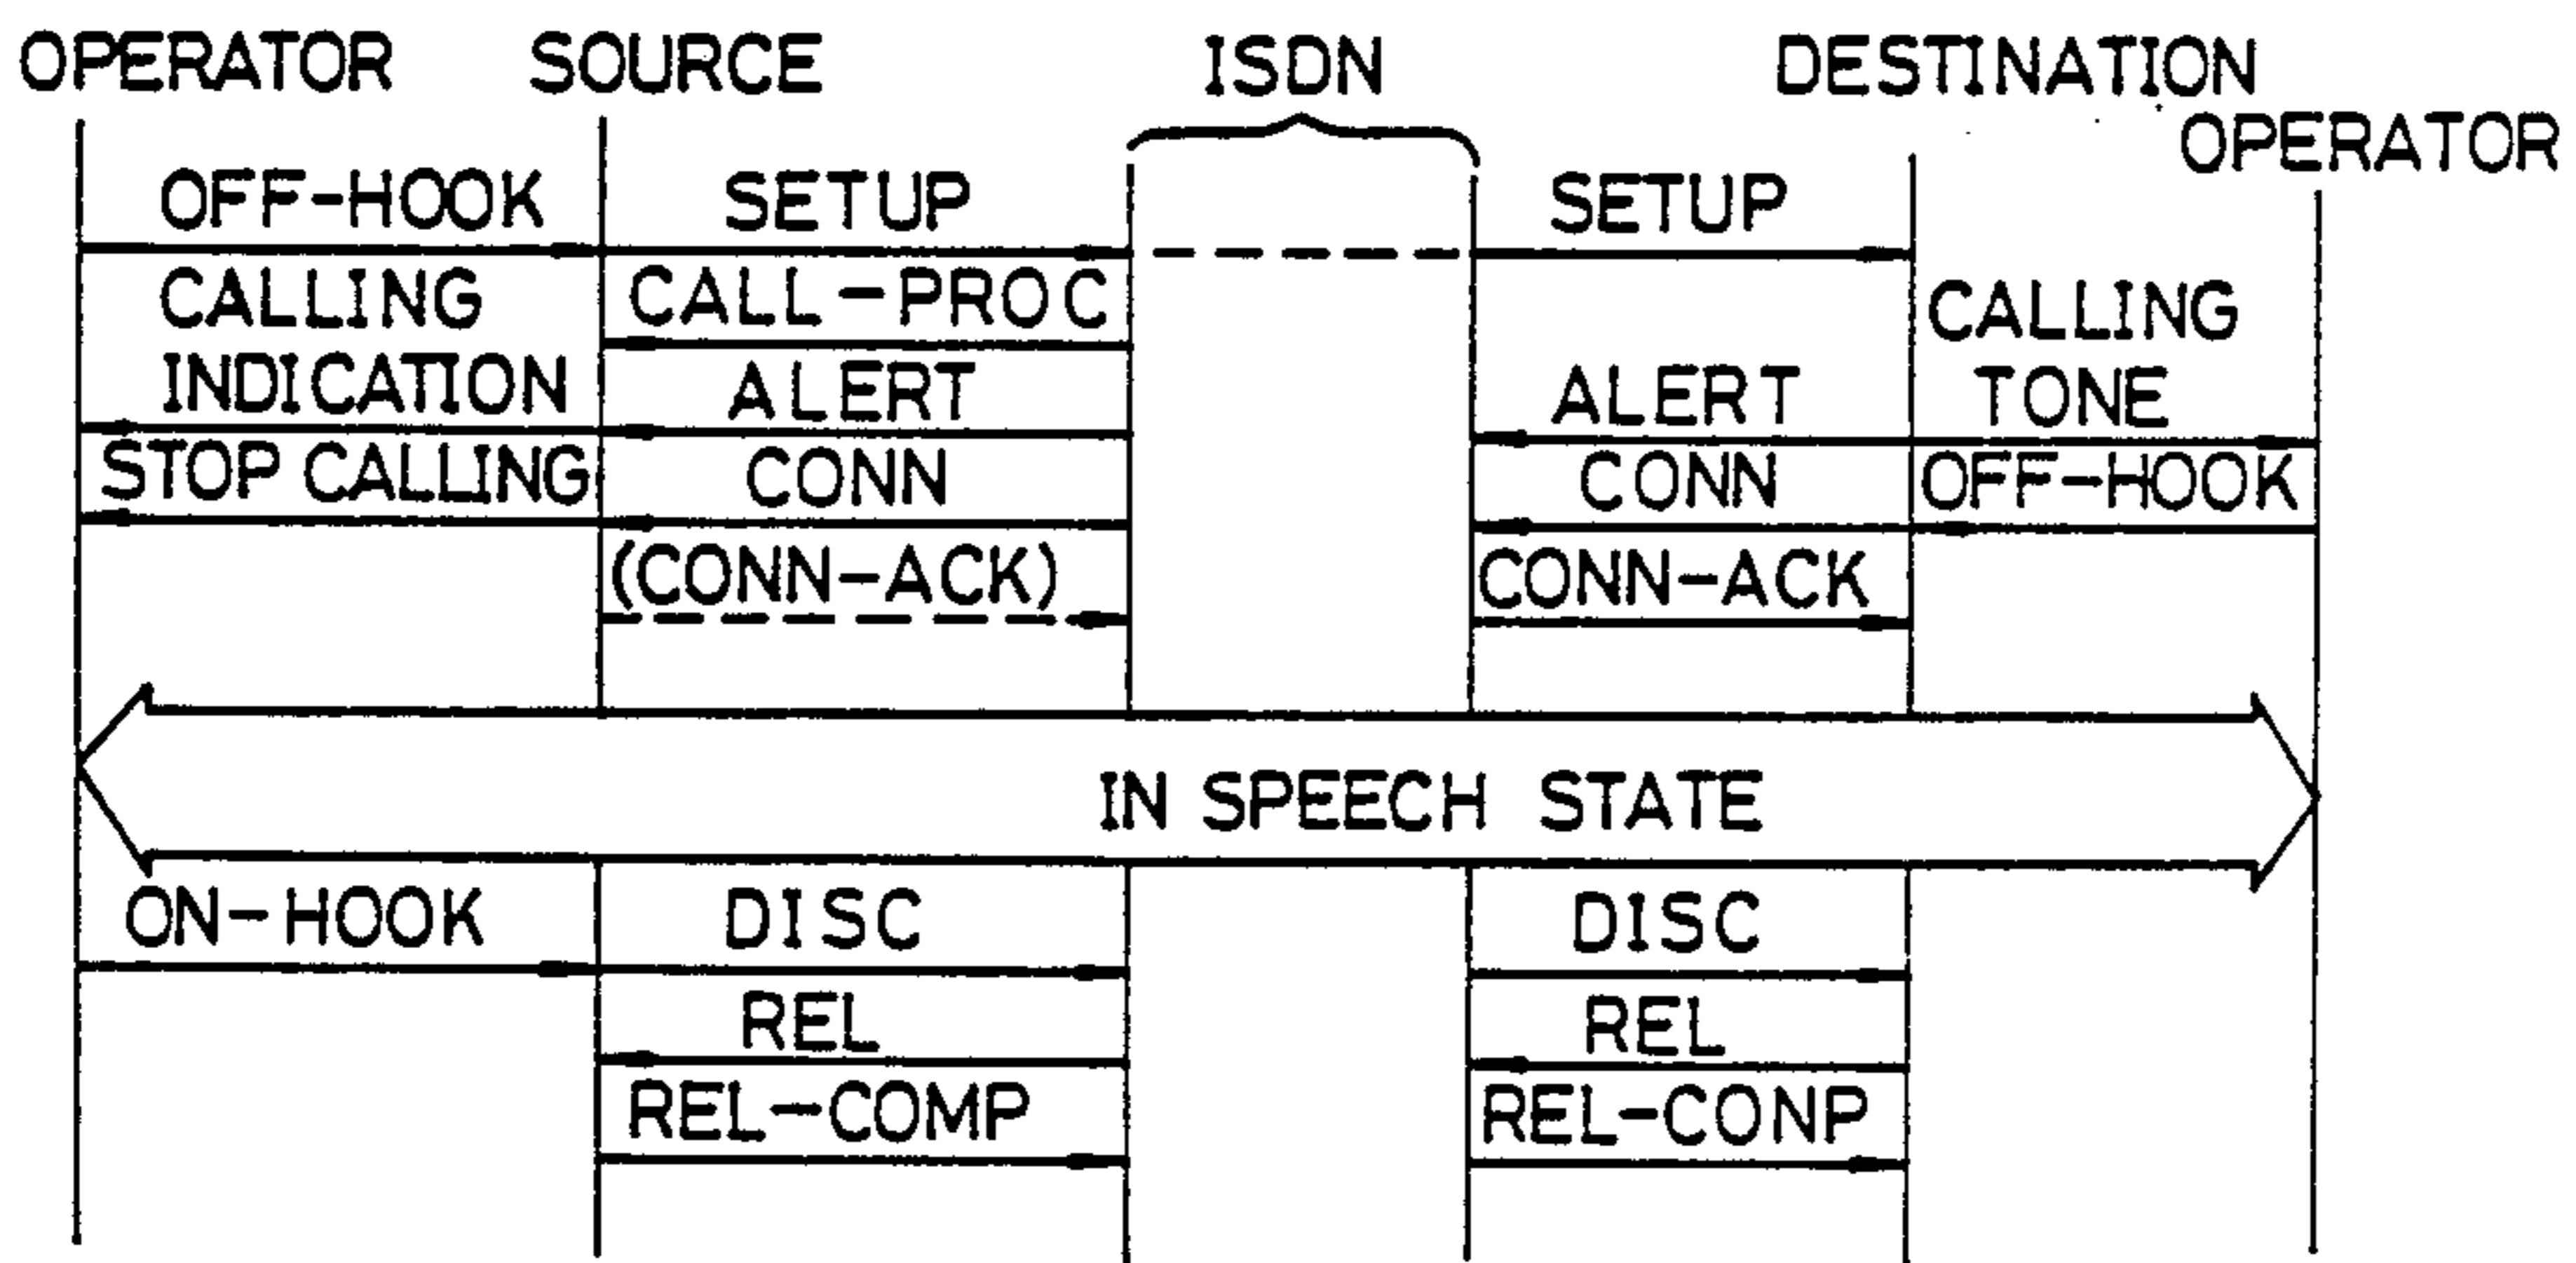 OPERATOR SOURCE ISDN DESTINATION
OPERATOR
OFF-HOOK SETUP SETUP
CALLING CALL-PROC CALLING
INDICATION ALERT ALERT TONE
STOP CALLING CONN CONN OFF-HOOK
(CONN-ACK) CONN-ACK
IN SPEECH STATE
ON-HOOK DISC DISC
REL REL
REL-COMP REL-CONP